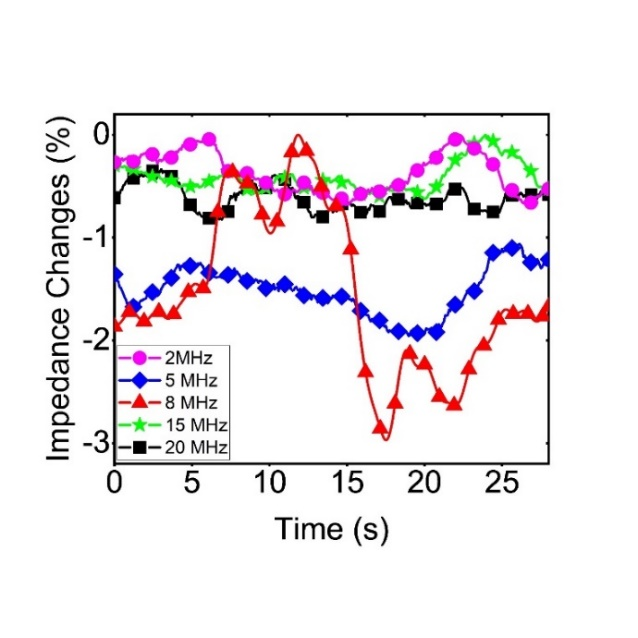 Impedance Changes (%)
0
-1
-2
-3
2MHz
5 MHz
8 MHz
15 MHz
20 MHz
0 5 10 15 20 25
Time (s)